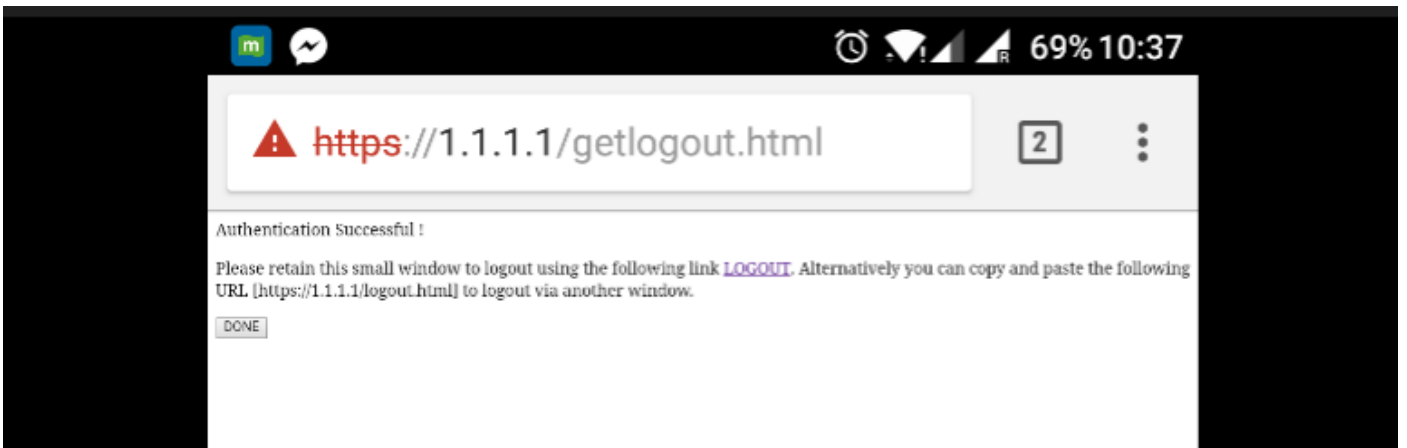 m
R 69% 10:37
https://1.1.1.1/getlogout.html
2
Authentication Successful !
Please retain this small window to logout using the following link LOGOUT. Alternatively you can copy and paste the following
URL [https://1.1.1.1/logout.html] to logout via another window.
DONE